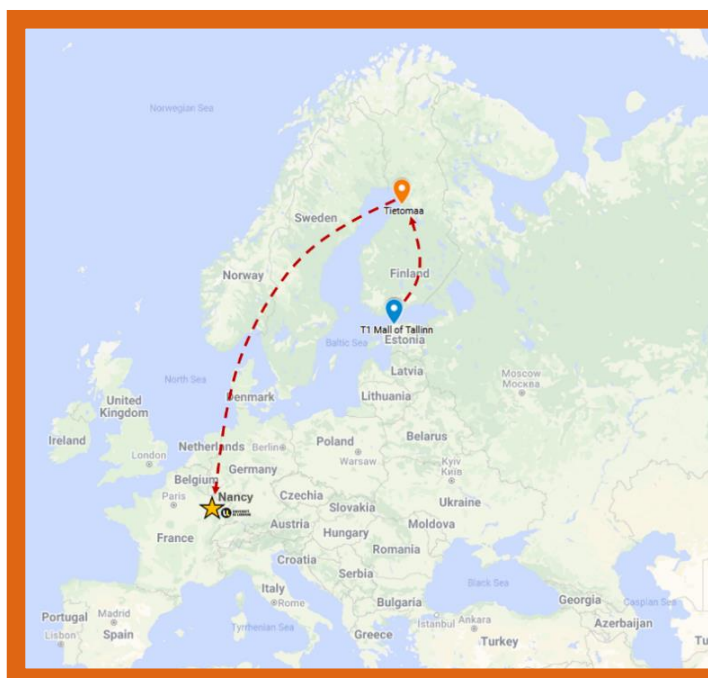 Norwegian Sea
Tietomaa
Sweden
Norway
Finland
T1 Mall of Tallinn
Baltic Sea
Estonia
Latvia
Moscow
Москва
North Sea
Denmark
Lithuania
United
Kingdom
Ireland
London
Netherlands
Berlin
Poland
Warsaw
Belarus
Belgium
Germany
Kyiv
Київ
Paris
Nancy
Czechia
Slovakia
Ukraine
France
Austria
Hungary
Moldova
Croatia
Romania
Serbia
Italy
Rome
Bulgaria
Black Sea
Georgia
Caspian Sea
Portugal
Madrid
Lisbon
Spain
Tyrrhenian Sea
Greece
Istanbul
Ankara
Turkey
Azerbaijan
Tu